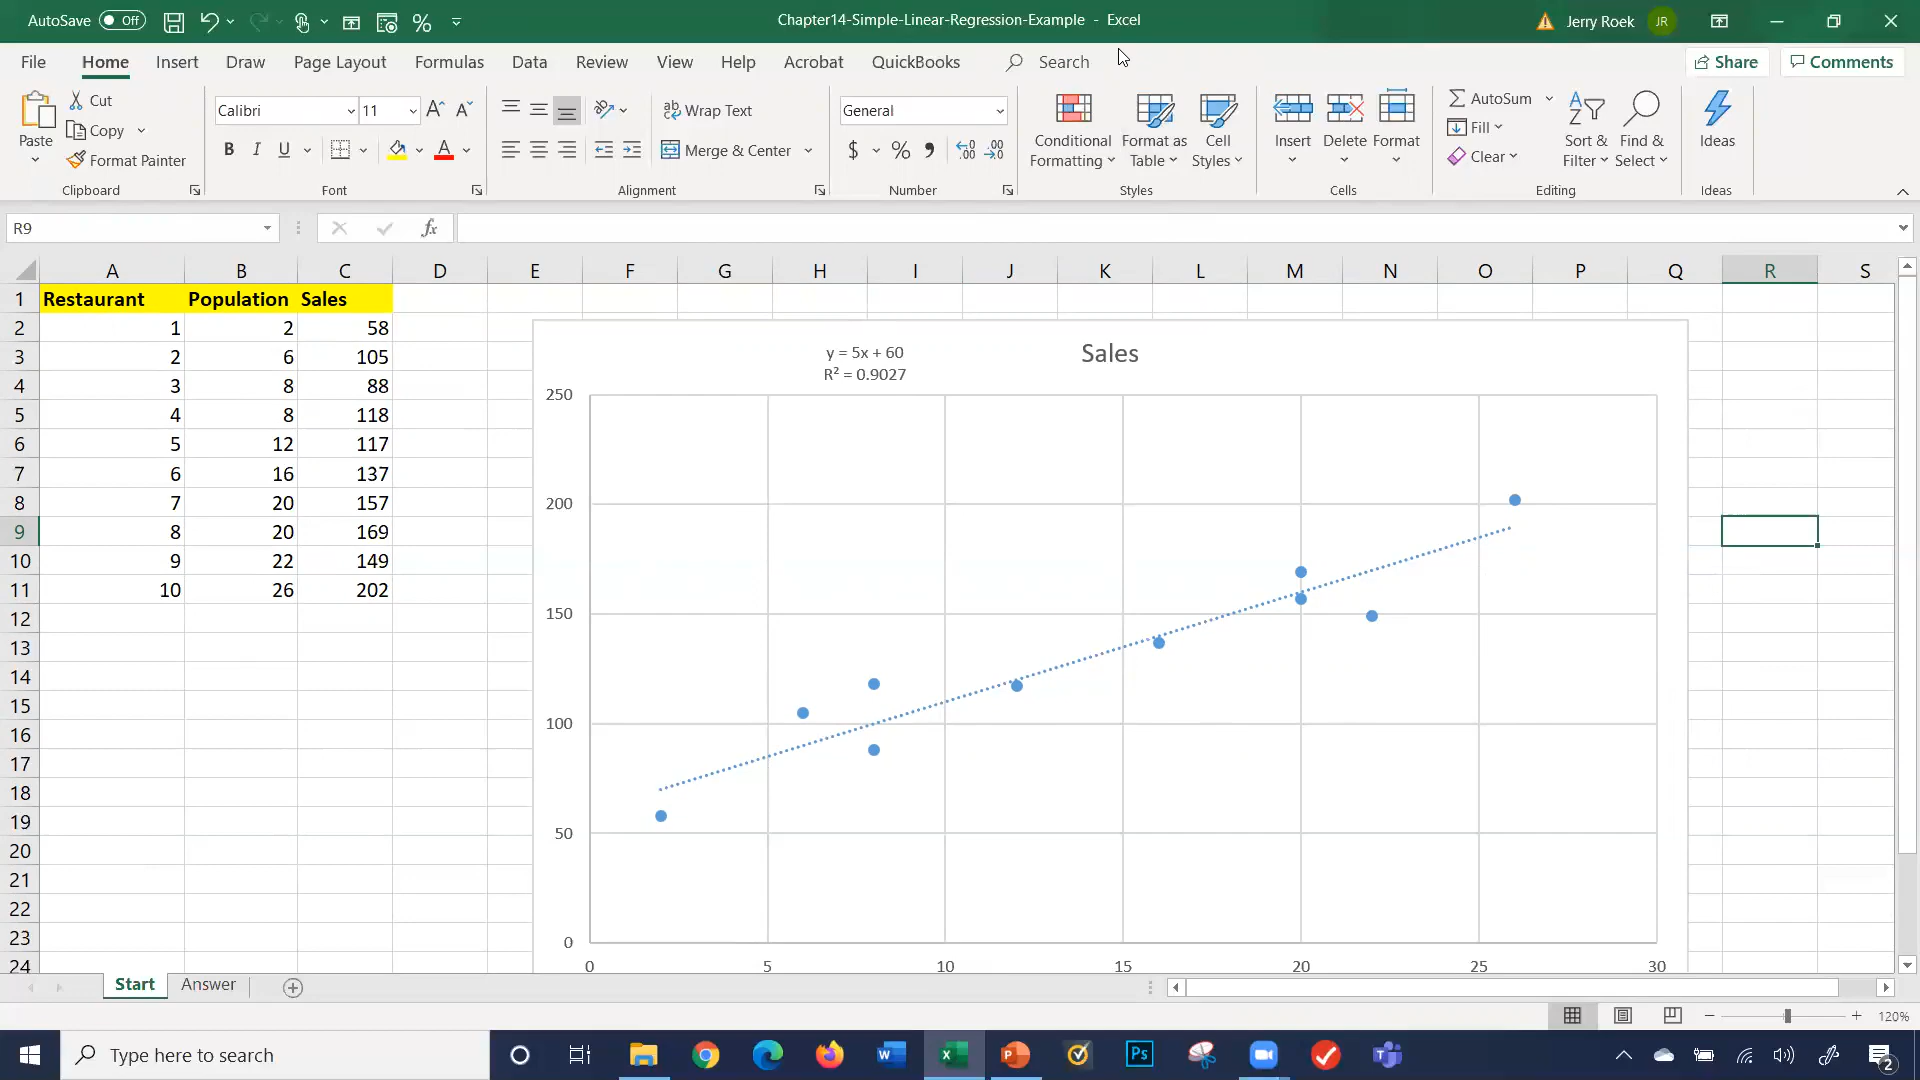 AutoSave Off
Chapter14-Simple-Linear-Regression-Example - Excel
Jerry Roek JR
File Home Insert Draw Page Layout Formulas Data Review View Help Acrobat QuickBooks Search Share Comments
Paste
Cut
Copy
Format Painter
Clipboard
Calibri 11
B I U A
Font
Wrap Text
Merge & Center
Alignment
General
$ % 9
Number
Conditional Formatting
Format as Table
Cell Styles
Styles
Insert Delete Format
Cells
AutoSum
Fill
Clear
Sort & Filter
Find & Select
Editing
Ideas
Ideas
R9
fx
A B C D E F G H I J K L M N O P Q R S
1 Restaurant Population Sales
2 1 2 58
3 2 6 105
4 3 8 88
5 4 8 118
6 5 12 117
7 6 16 137
8 7 20 157
9 8 20 169
10 9 22 149
11 10 26 202
12
13
14
15
16
17
18
19
20
21
22
23
24
Sales
y = 5x + 60
R² = 0.9027
250
200
150
100
50
0
0 5 10 15 20 25 30
Start Answer
120%
Type here to search
2